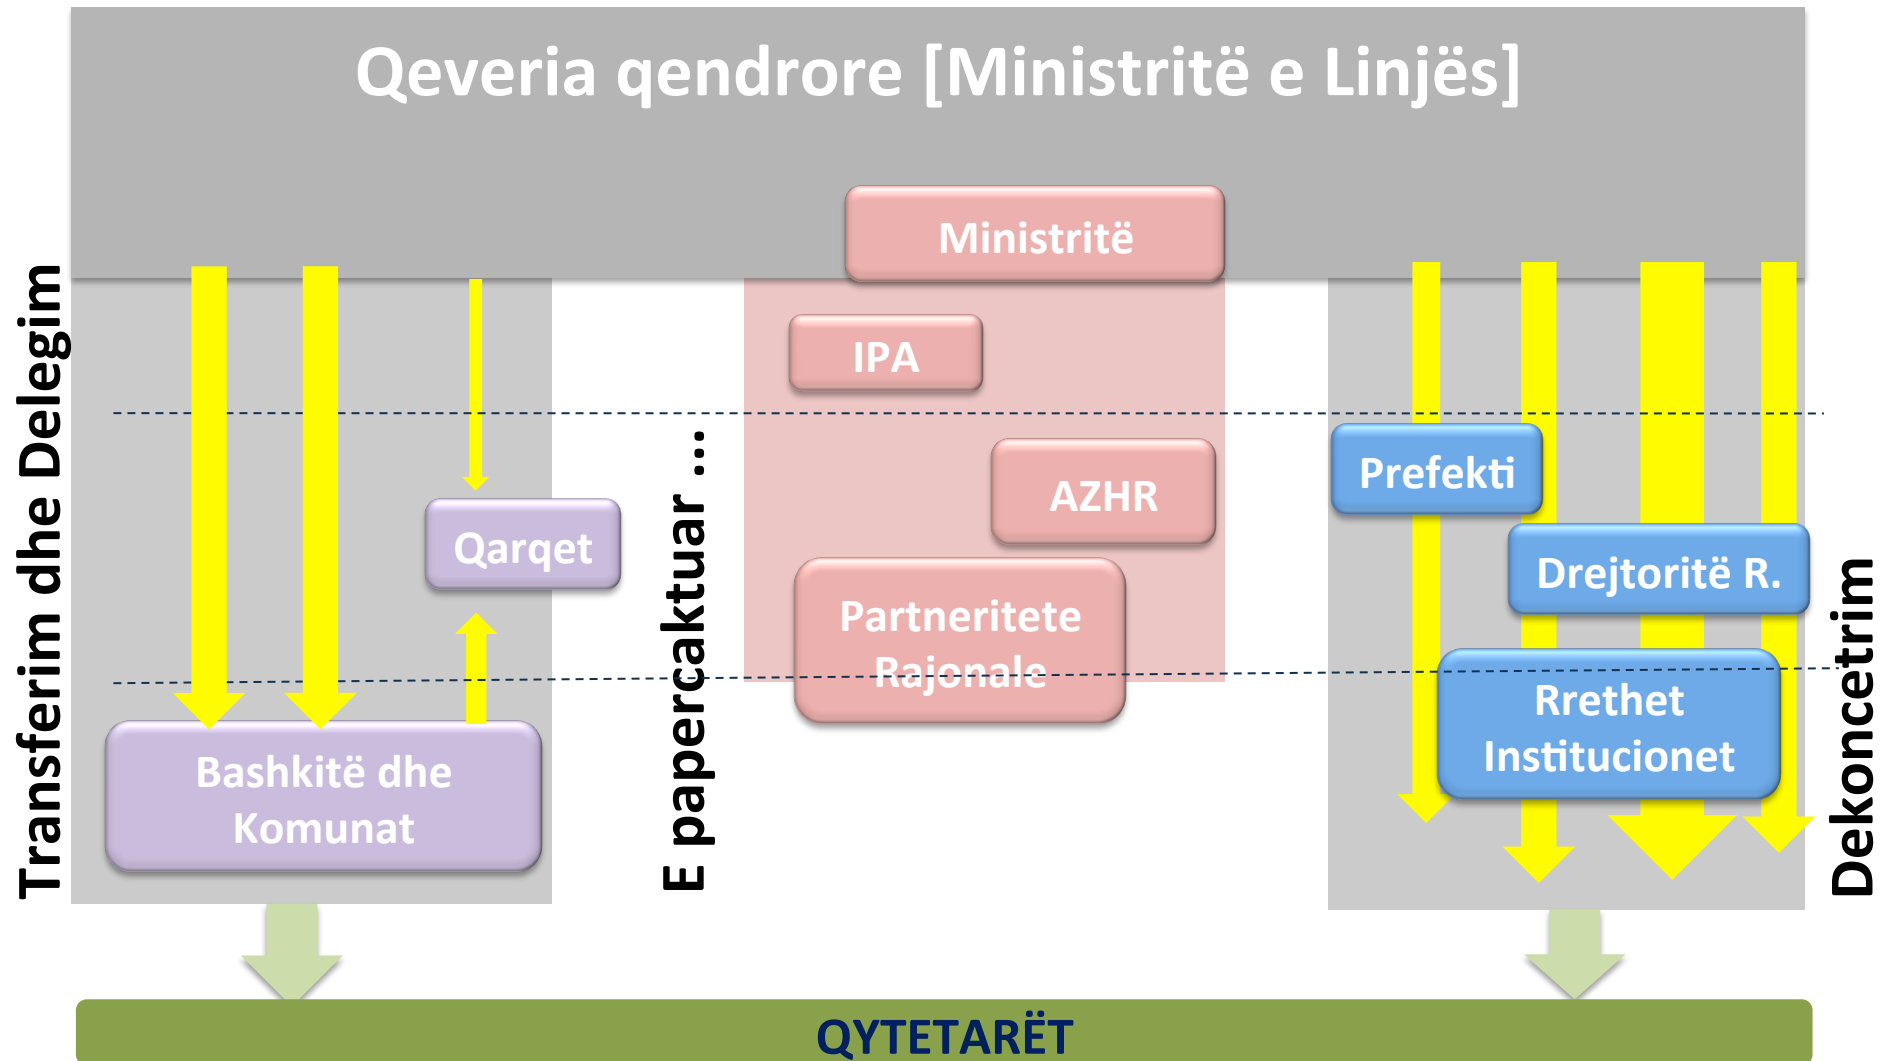 Qeveria qendrore [Ministritë e Linjës]
Ministritë
IPA
AZHR
Partneritete
Rajonale
Transferim dhe Delegim
Qarqet
Bashkitë dhe
Komunat
E papercaktuar ...
Prefekti
Drejtoritë R.
Rrethet
Institucionet
Dekoncetrim
QYTETARËT